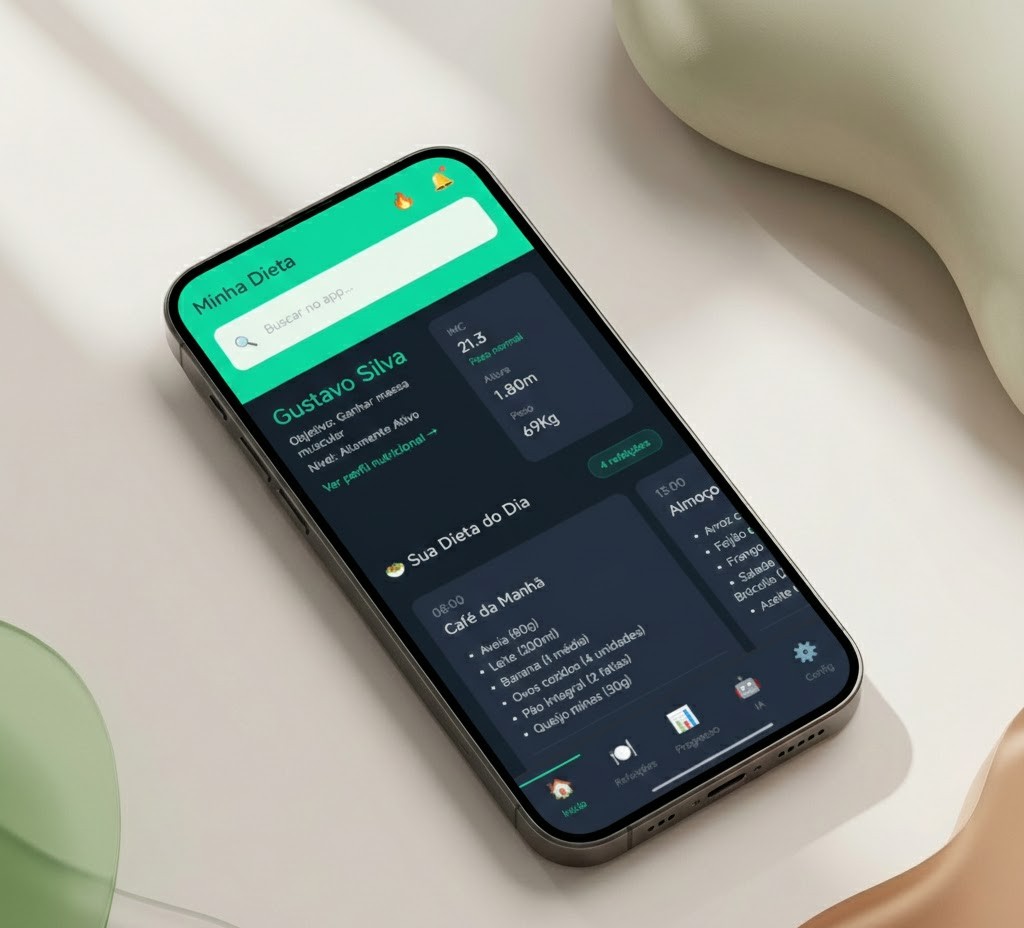 Minha Dieta
Buscar no app...
Gustavo Silva
Objetivo: Ganhar massa
muscular
Nível: Altamente Ativo
Ver perfil nutricional →
IMC
21.3
Peso normal
Altura
1.80m
Peso
69Kg
Sua Dieta do Dia
4 refeições
08:00
Café da Manhã
• Aveia (80g)
• Leite (200ml)
• Banana (1 média)
• Ovos cozidos (4 unidades)
• Pão Integral (2 fatias)
• Queijo minas (30g)
13:00
Almoço
• Arroz
• Feijão
• Frango
• Salada
Brócolis
• Azeite
Início
Refeições
Progresso
IA
Config